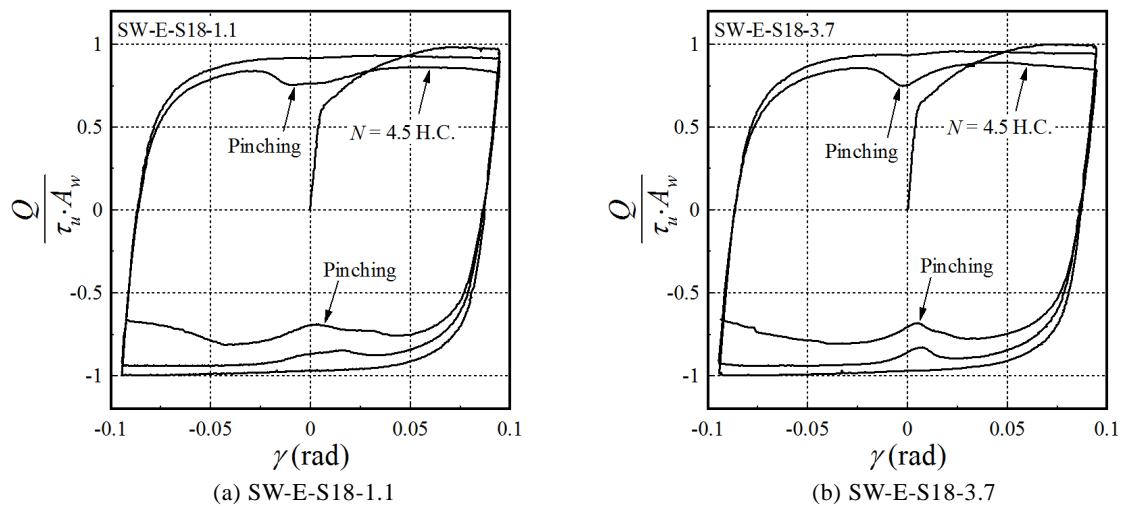 SW-E-S18-1.1
1
0.5
0
-0.5
-1
Q
τu·Aw
Pinching
N = 4.5 H.C.
Pinching
-0.1 -0.05 0 0.05 0.1
γ (rad)
(a) SW-E-S18-1.1
SW-E-S18-3.7
1
0.5
0
-0.5
-1
Q
τu·Aw
Pinching
N = 4.5 H.C.
Pinching
-0.1 -0.05 0 0.05 0.1
γ (rad)
(b) SW-E-S18-3.7